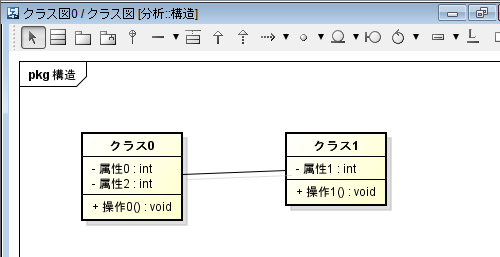 クラス図0 / クラス図 [分析::構造]
pkg 構造
クラス0
- 属性0 : int
- 属性2 : int
+ 操作0() : void
クラス1
- 属性1 : int
+ 操作1() : void